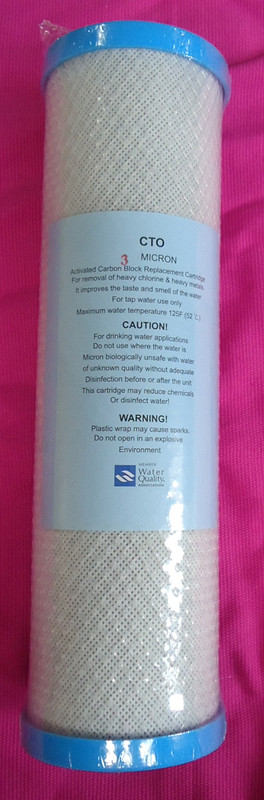 CTO
3 MICRON
Activated Carbon Block Replacement Cartridge
For removal of heavy chlorine & heavy metals.
It improves the taste and smell of the water
For tap water use only
Maximum water temperature 125F (52 ℃)
CAUTION!
For drinking water applications
Do not use where the water is
Micron biologically unsafe with water
of unknown quality without adequate
Disinfection before or after the unit
This cartridge may reduce chemicals
Or disinfect water!
WARNING!
Plastic wrap may cause sparks.
Do not open in an explosive
Environment
MEMBER
Water
Quality
ASSOCIATION